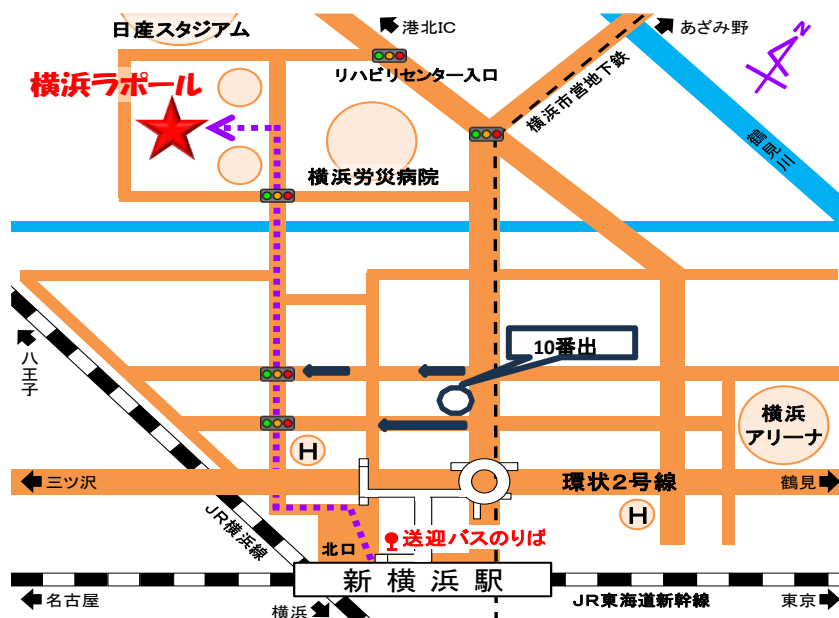 日産スタジアム
港北IC
あざみ野
N
横浜ラポール
リハビリセンター入口
横浜市営地下鉄
鶴見川
横浜労災病院
10番出
八王子
横浜
アリーナ
H
三ツ沢
環状2号線
鶴見
JR横浜線
H
北口
送迎バスのりば
新横浜駅
名古屋
横浜
JR東海道新幹線
東京